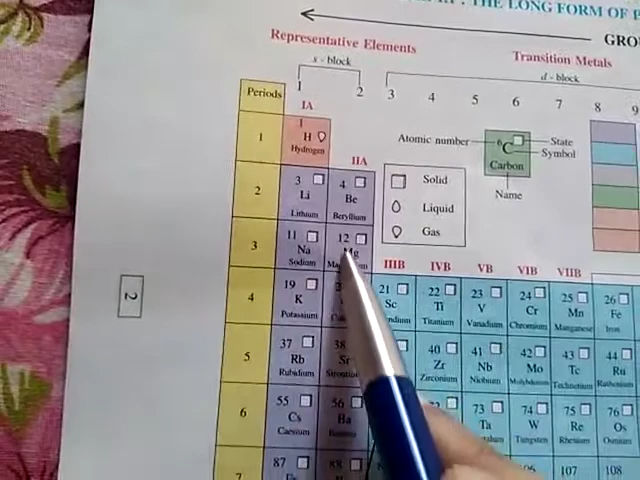 THE LONG FORM OF
GRO
Representative Elements
Transition Metals
s - block
d - block
1 2 3 4 5 6 7 8 9
Periods
IA
1
1
H
Hydrogen
Atomic number
6
C
Carbon
State
Symbol
Name
IIA
Solid
Liquid
Gas
2
3
Li
Lithium
4
Be
Beryllium
3
11
Na
Sodium
12
Mg
IIIB IVB VB VIB VIIB
4
19
K
Potassium
21
Sc
22
Ti
Titanium
23
V
Vanadium
24
Cr
Chromium
25
Mn
Manganese
26
Fe
Iron
5
37
Rb
Rubidium
38
Sr
40
Zr
Zirconium
41
Nb
Niobium
42
Mo
Molybdenum
43
Tc
Technetium
44
Ru
Ruthenium
6
55
Cs
Caesium
56
Ba
73
Ta
74
W
Tungsten
75
Re
Rhenium
76
Os
Osmium
7
87
88
107
108
2